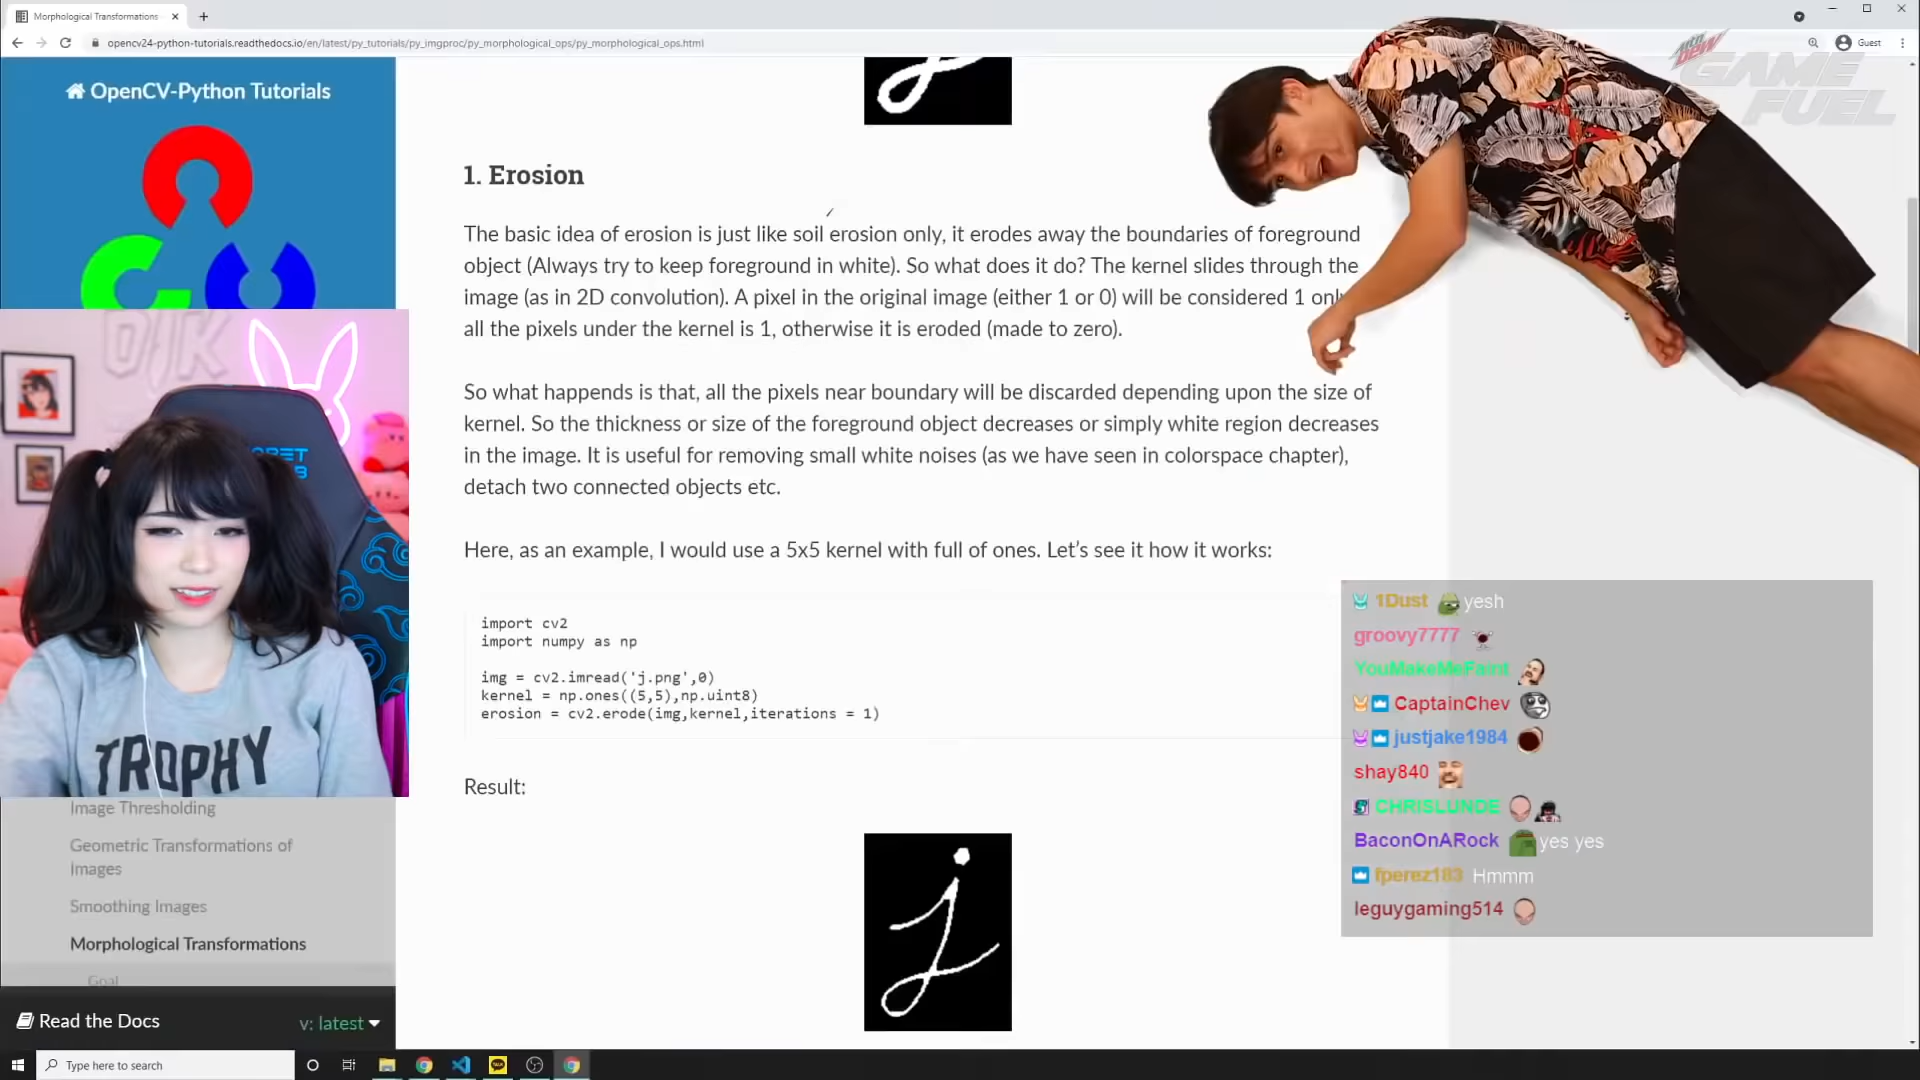 Morphological Transformations
opencv24-python-tutorials.readthedocs.io/en/latest/py_tutorials/py_imgproc/py_morphological_ops/py_morphological_ops.html
Guest
MTN DEW
GAME
FUEL
OpenCV-Python Tutorials
1. Erosion
The basic idea of erosion is just like soil erosion only, it erodes away the boundaries of foreground
object (Always try to keep foreground in white). So what does it do? The kernel slides through the
image (as in 2D convolution). A pixel in the original image (either 1 or 0) will be considered 1 only
all the pixels under the kernel is 1, otherwise it is eroded (made to zero).
So what happends is that, all the pixels near boundary will be discarded depending upon the size of
kernel. So the thickness or size of the foreground object decreases or simply white region decreases
in the image. It is useful for removing small white noises (as we have seen in colorspace chapter),
detach two connected objects etc.
Here, as an example, I would use a 5x5 kernel with full of ones. Let's see it how it works:
import cv2
import numpy as np
img = cv2.imread('j.png',0)
kernel = np.ones((5,5),np.uint8)
erosion = cv2.erode(img,kernel,iterations = 1)
Result:
j
TROPHY
1Dust yesh
groovy7777
YouMakeMeFaint
CaptainChev
justjake1984
shay840
CHRISLUNDE
BaconOnARock yes yes
fperez183 Hmmm
leguygaming514
Image Thresholding
Geometric Transformations of
Images
Smoothing Images
Morphological Transformations
Goal
Read the Docs
v: latest
Type here to search